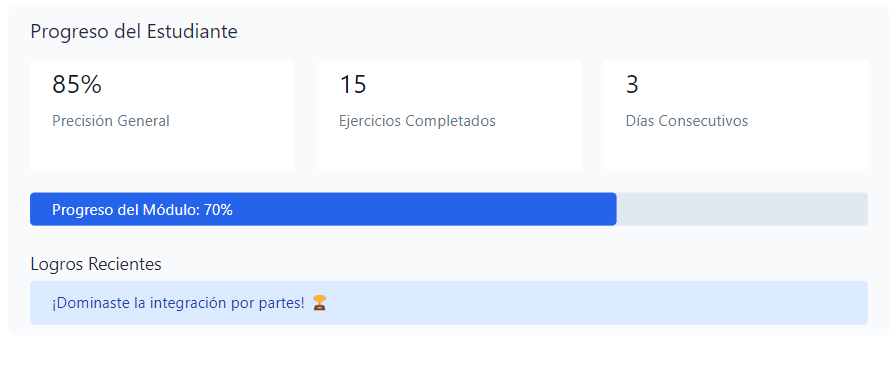 Progreso del Estudiante
85%
Precisión General
15
Ejercicios Completados
3
Días Consecutivos
Progreso del Módulo: 70%
Logros Recientes
¡Dominaste la integración por partes! 🏆